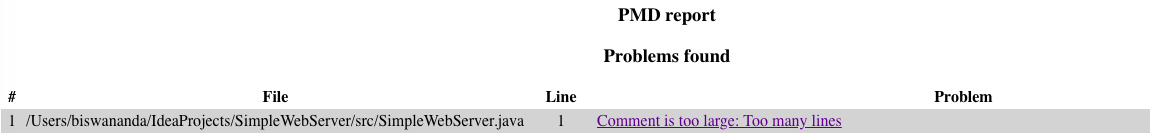 PMD report
Problems found
# File Line Problem
1 /Users/biswananda/IdeaProjects/SimpleWebServer/src/SimpleWebServer.java 1 Comment is too large: Too many lines